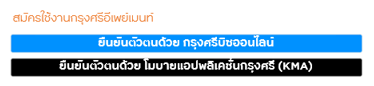 สมัครใช้งานกรุงศรีอีเพย์เมนท์
ยืนยันตัวตนด้วย กรุงศรีบิซออนไลน์
ยืนยันตัวตนด้วย โมบายแอปพลิเคชั่นกรุงศรี (KMA)